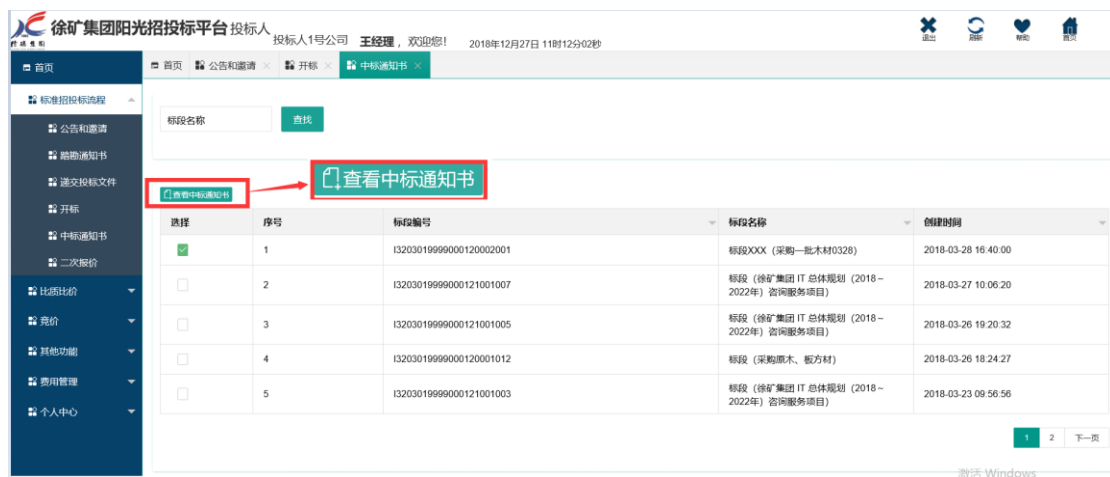 徐矿集团阳光招投标平台 投标人
投标人1号公司 王经理 ，欢迎您! 2018年12月27日 11时12分02秒
退出 刷新 帮助 首页
首页
首页 公告和邀请 × 开标 × 中标通知书 ×
标准招投标流程
公告和邀请
踏勘通知书
递交投标文件
开标
中标通知书
二次报价
比质比价
竞价
其他功能
费用管理
个人中心
标段名称 查找
查看中标通知书
查看中标通知书
选择 序号 标段编号 标段名称 创建时间
1 I3203019999000120002001 标段XXX（采购一批木材0328） 2018-03-28 16:40:00
2 I3203019999000121001007 标段（徐矿集团 IT 总体规划（2018～
2022年）咨询服务项目） 2018-03-27 10:06:20
3 I3203019999000121001005 标段（徐矿集团 IT 总体规划（2018～
2022年）咨询服务项目） 2018-03-26 19:20:32
4 I3203019999000120001012 标段（采购原木、板方材） 2018-03-26 18:24:27
5 I3203019999000121001003 标段（徐矿集团 IT 总体规划（2018～
2022年）咨询服务项目） 2018-03-23 09:56:56
1 2 下一页
激活 Windows